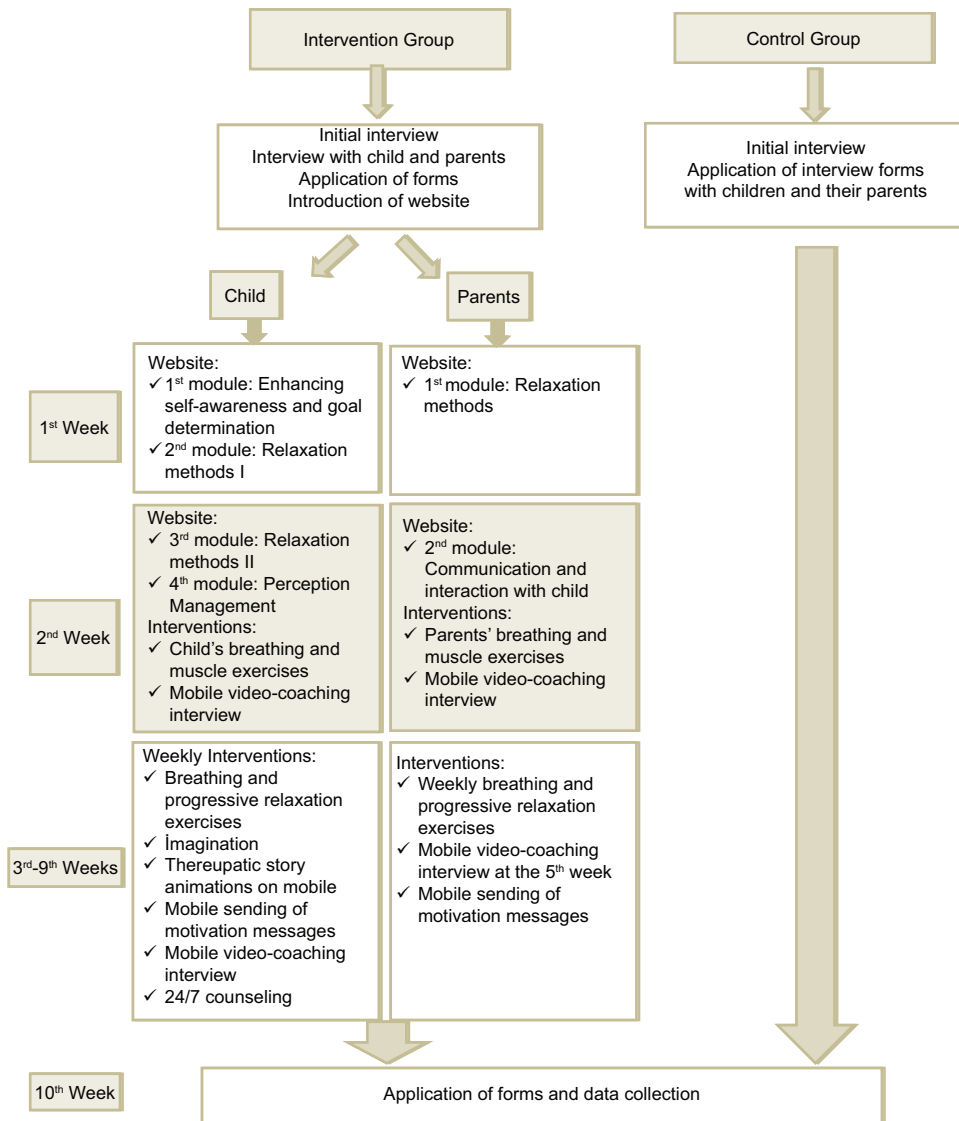 Intervention Group
Control Group
Initial interview
Interview with child and parents
Application of forms
Introduction of website
Initial interview
Application of interview forms
with children and their parents
Child
Parents
1st Week
Website:
✓ 1st module: Enhancing
self-awareness and goal
determination
✓ 2nd module: Relaxation
methods I
Website:
✓ 1st module: Relaxation
methods
2nd Week
Website:
✓ 3rd module: Relaxation
methods II
✓ 4th module: Perception
Management
Interventions:
✓ Child's breathing and
muscle exercises
✓ Mobile video-coaching
interview
Website:
✓ 2nd module:
Communication and
interaction with child
Interventions:
✓ Parents' breathing and
muscle exercises
✓ Mobile video-coaching
interview
3rd-9th Weeks
Weekly Interventions:
✓ Breathing and
progressive relaxation
exercises
✓ İmagination
✓ Thereupatic story
animations on mobile
✓ Mobile sending of
motivation messages
✓ Mobile video-coaching
interview
✓ 24/7 counseling
Interventions:
✓ Weekly breathing and
progressive relaxation
exercises
✓ Mobile video-coaching
interview at the 5th week
✓ Mobile sending of
motivation messages
10th Week
Application of forms and data collection